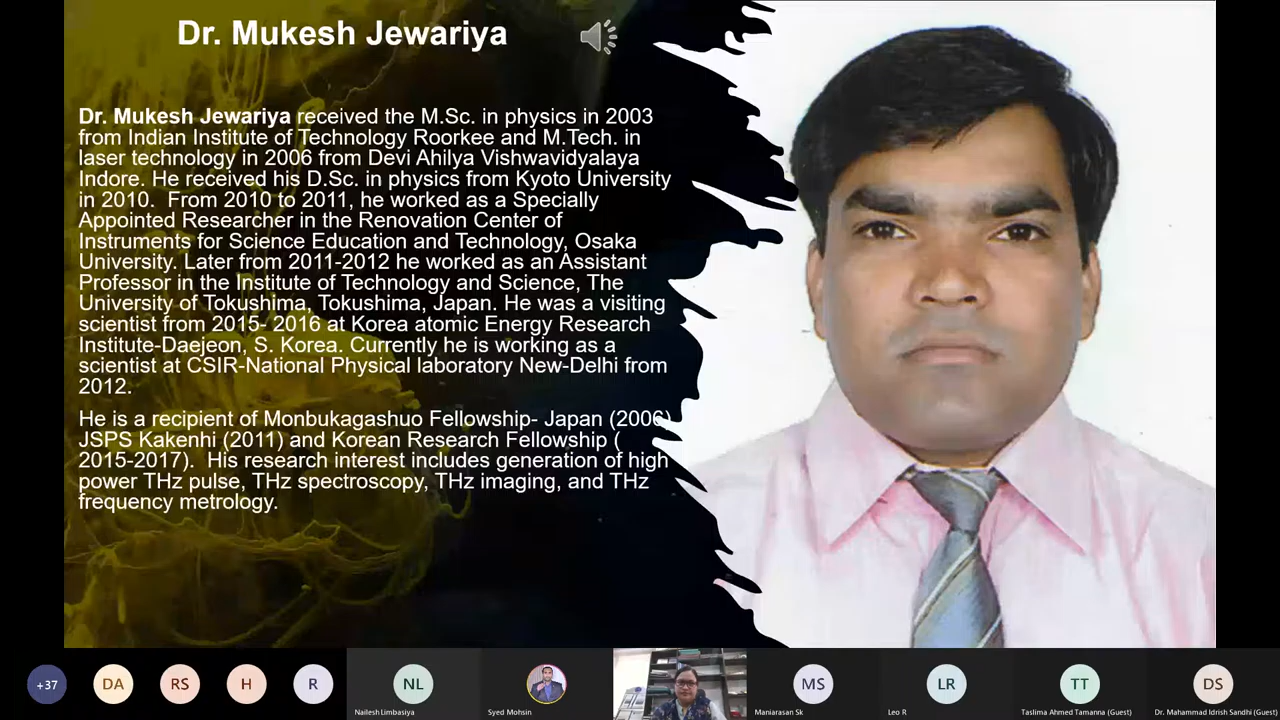 Dr. Mukesh Jewariya
Dr. Mukesh Jewariya received the M.Sc. in physics in 2003
from Indian Institute of Technology Roorkee and M.Tech. in
laser technology in 2006 from Devi Ahilya Vishwavidyalaya
Indore. He received his D.Sc. in physics from Kyoto University
in 2010. From 2010 to 2011, he worked as a Specially
Appointed Researcher in the Renovation Center of
Instruments for Science Education and Technology, Osaka
University. Later from 2011-2012 he worked as an Assistant
Professor in the Institute of Technology and Science, The
University of Tokushima, Tokushima, Japan. He was a visiting
scientist from 2015- 2016 at Korea atomic Energy Research
Institute-Daejeon, S. Korea. Currently he is working as a
scientist at CSIR-National Physical laboratory New-Delhi from
2012.
He is a recipient of Monbukagashuo Fellowship- Japan (2006)
JSPS Kakenhi (2011) and Korean Research Fellowship (
2015-2017). His research interest includes generation of high
power THz pulse, THz spectroscopy, THz imaging, and THz
frequency metrology.
+37
DA
RS
H
R
NL
MS
LR
TT
DS
Nailesh Limbasiya
Syed Mohsin
Maniarasan Sk
Leo R
Taslima Ahmed Tamanna (Guest)
Dr. Mahammad Idrish Sandhi (Guest)